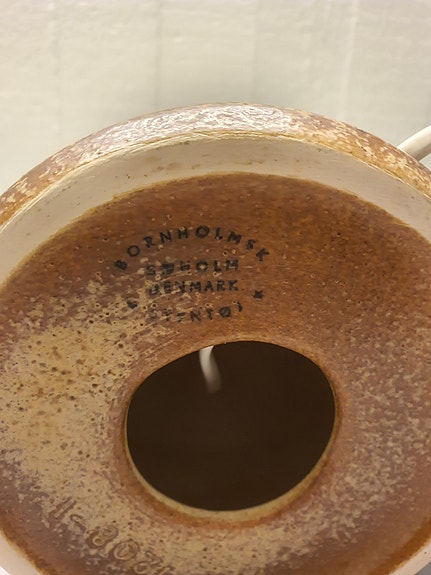 BORNHOLMSK
SØHOLM
DENMARK
* STENTØJ *